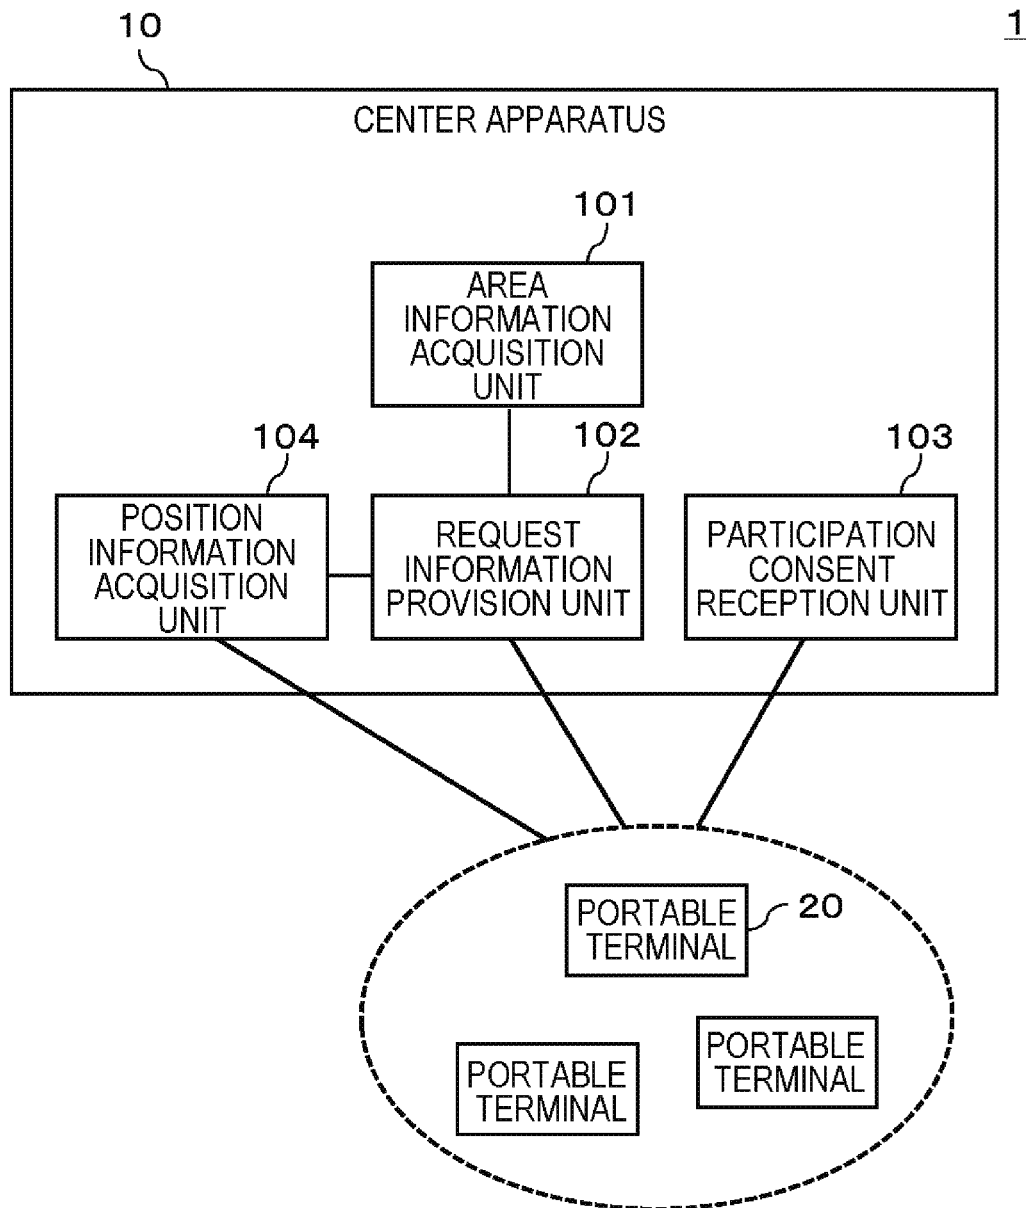 10
1
CENTER APPARATUS
101
AREA
INFORMATION
ACQUISITION
UNIT
104
102
103
POSITION
INFORMATION
ACQUISITION
UNIT
REQUEST
INFORMATION
PROVISION UNIT
PARTICIPATION
CONSENT
RECEPTION UNIT
PORTABLE
TERMINAL
20
PORTABLE
TERMINAL
PORTABLE
TERMINAL